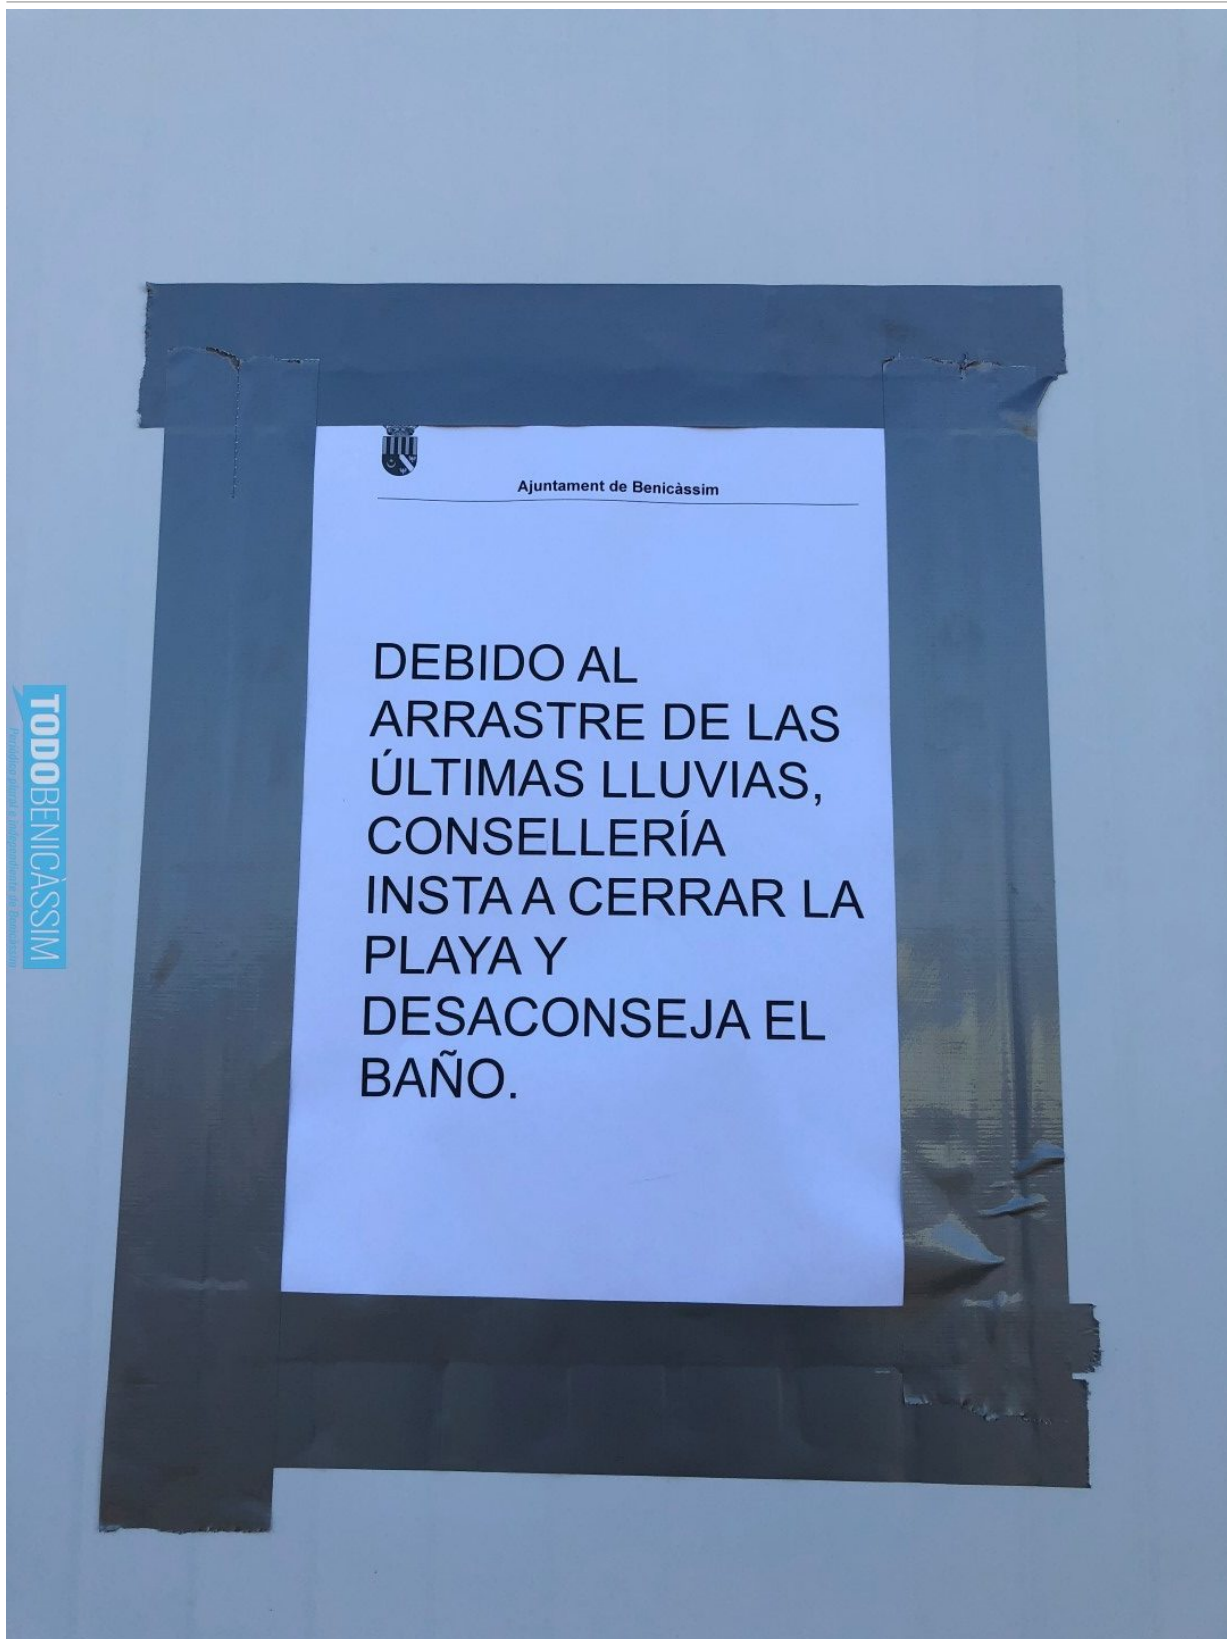 Ajuntament de Benicàssim
DEBIDO AL
ARRASTRE DE LAS
ÚLTIMAS LLUVIAS,
CONSELLERÍA
INSTA A CERRAR LA
PLAYA Y
DESACONSEJA EL
BAÑO.
TODOBENICÀSSIM